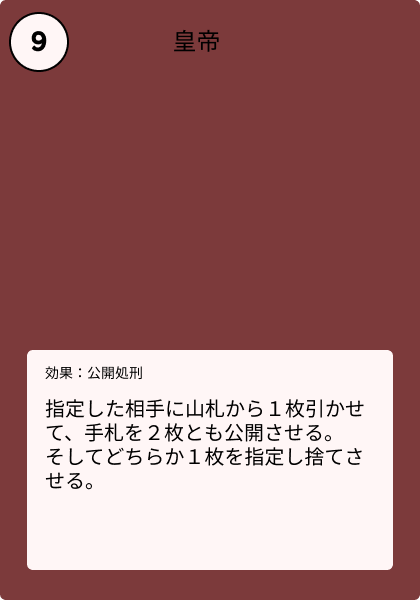 9
皇帝
効果：公開処刑
指定した相手に山札から１枚引かせ
て、手札を２枚とも公開させる。
そしてどちらか１枚を指定し捨てさ
せる。